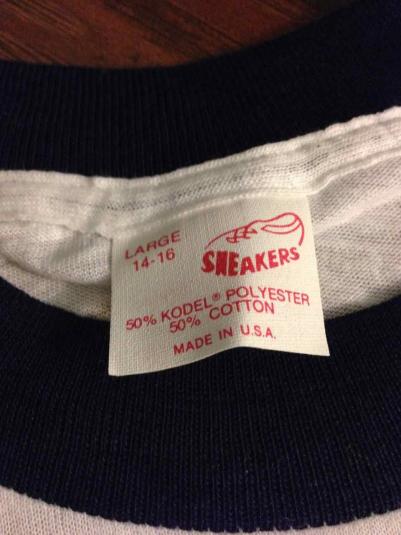 LARGE
14-16
SNEAKERS
50% KODEL® POLYESTER
50% COTTON
MADE IN U.S.A.